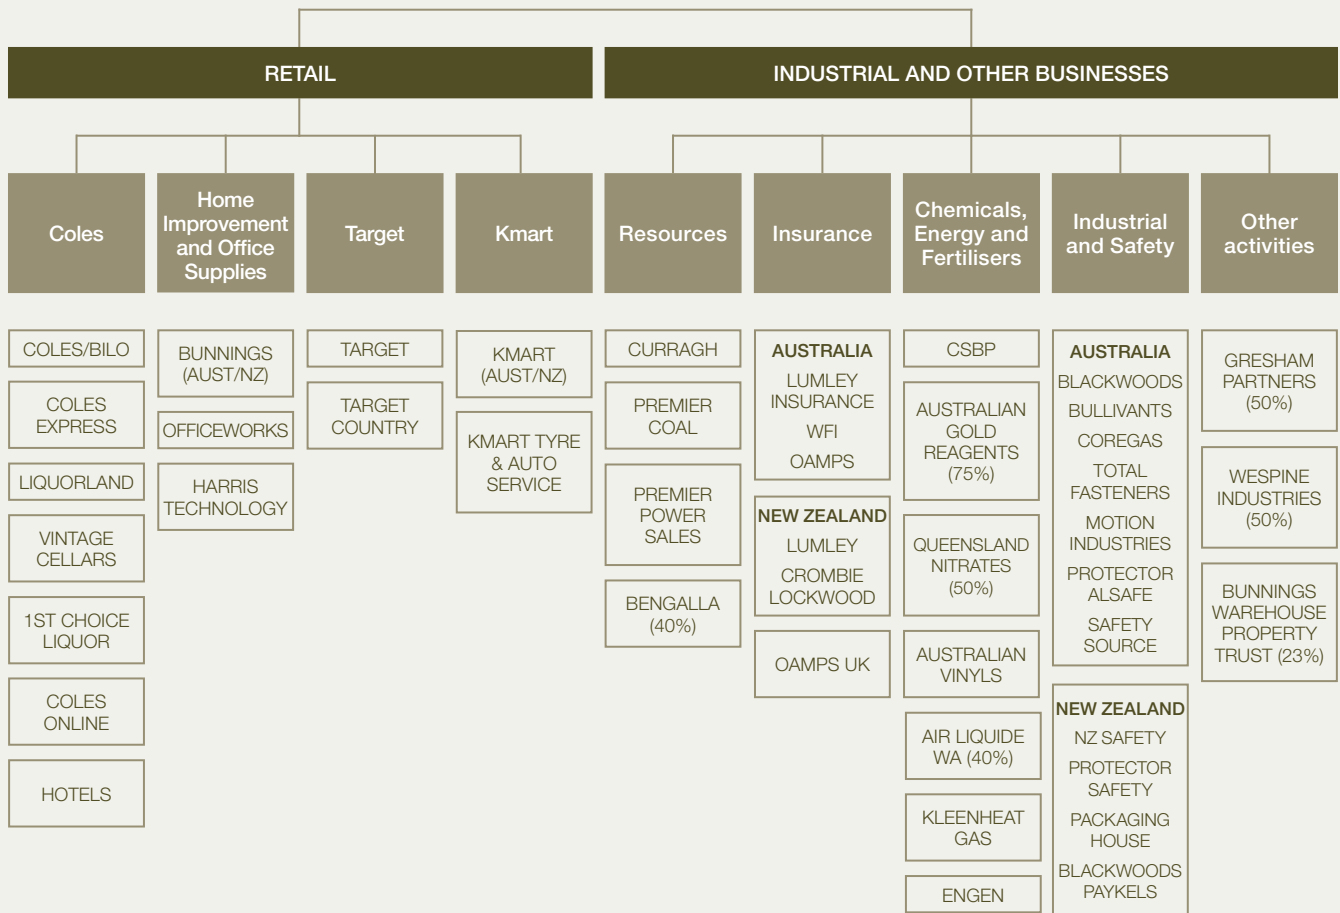 RETAIL
INDUSTRIAL AND OTHER BUSINESSES
Coles
Home
Improvement
and Office
Supplies
Target
Kmart
Resources
Insurance
Chemicals,
Energy and
Fertilisers
Industrial
and Safety
Other
activities
COLES/BILO
COLES
EXPRESS
LIQUORLAND
VINTAGE
CELLARS
1ST CHOICE
LIQUOR
COLES
ONLINE
HOTELS
BUNNINGS
(AUST/NZ)
OFFICEWORKS
HARRIS
TECHNOLOGY
TARGET
TARGET
COUNTRY
KMART
(AUST/NZ)
KMART TYRE
& AUTO
SERVICE
CURRAGH
PREMIER
COAL
PREMIER
POWER
SALES
BENGALLA
(40%)
AUSTRALIA
LUMLEY
INSURANCE
WFI
OAMPS
NEW ZEALAND
LUMLEY
CROMBIE
LOCKWOOD
OAMPS UK
CSBP
AUSTRALIAN
GOLD
REAGENTS
(75%)
QUEENSLAND
NITRATES
(50%)
AUSTRALIAN
VINYLS
AIR LIQUIDE
WA (40%)
KLEENHEAT
GAS
ENGEN
AUSTRALIA
BLACKWOODS
BULLIVANTS
COREGAS
TOTAL
FASTENERS
MOTION
INDUSTRIES
PROTECTOR
ALSAFE
SAFETY
SOURCE
NEW ZEALAND
NZ SAFETY
PROTECTOR
SAFETY
PACKAGING
HOUSE
BLACKWOODS
PAYKELS
GRESHAM
PARTNERS
(50%)
WESPINE
INDUSTRIES
(50%)
BUNNINGS
WAREHOUSE
PROPERTY
TRUST (23%)